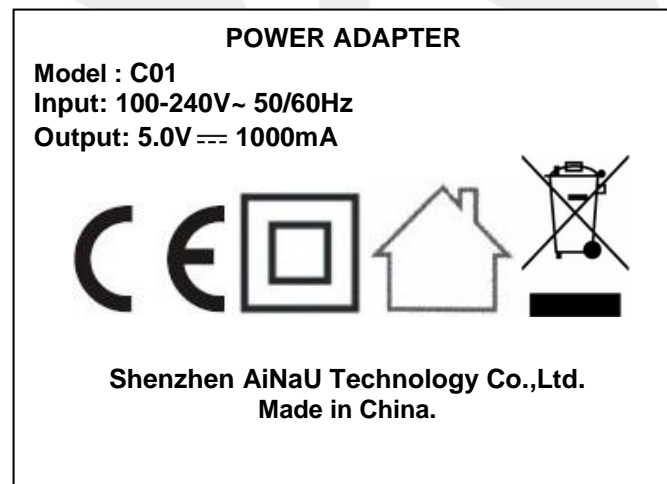 POWER ADAPTER
Model : C01
Input: 100-240V~ 50/60Hz
Output: 5.0V ⎓ 1000mA
CE
Shenzhen AiNaU Technology Co.,Ltd.
Made in China.